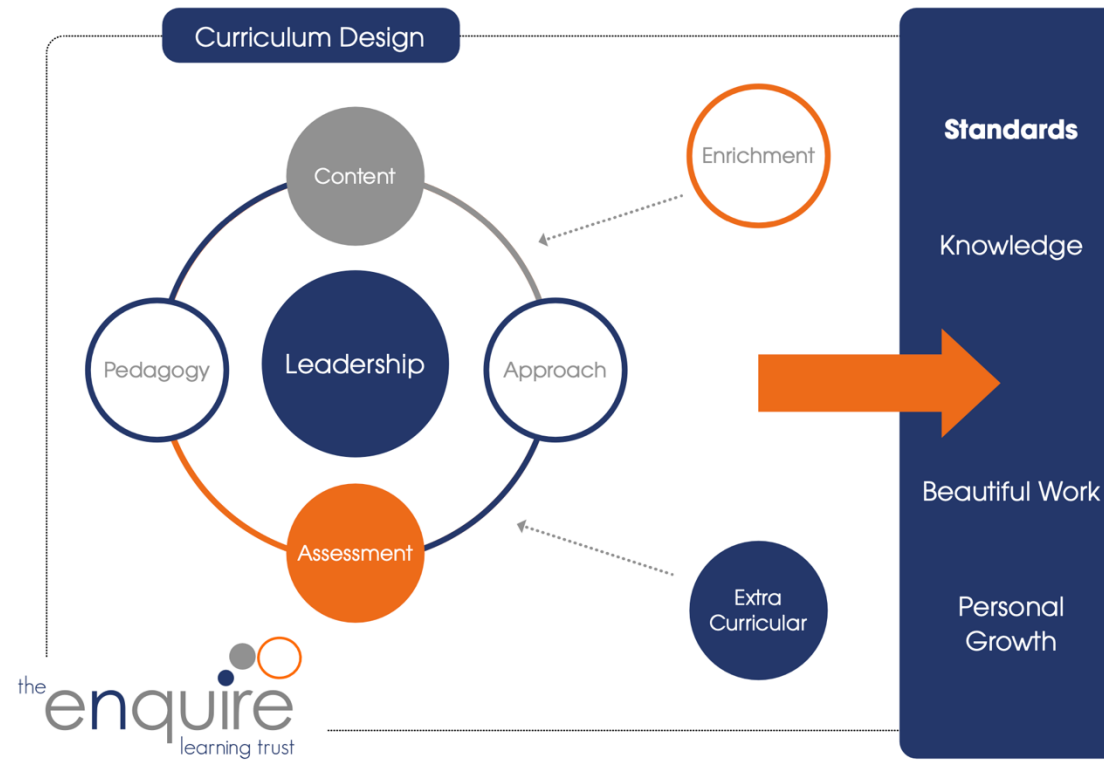 Curriculum Design
Content
Pedagogy
Leadership
Approach
Assessment
Enrichment
Extra
Curricular
Standards
Knowledge
Beautiful Work
Personal
Growth
the
enquire
learning trust